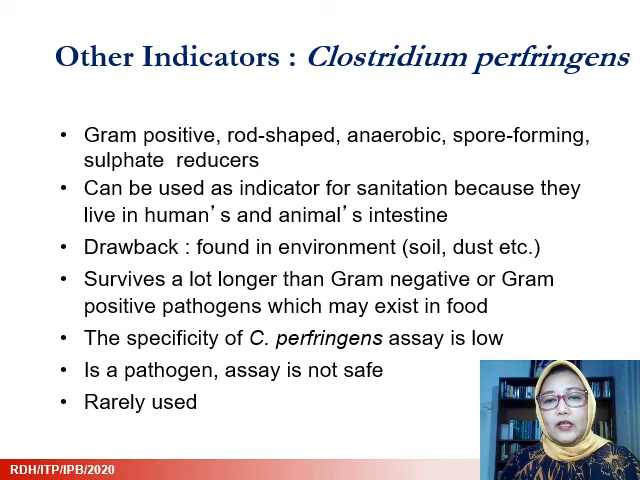 Other Indicators : Clostridium perfringens
• Gram positive, rod-shaped, anaerobic, spore-forming,
sulphate reducers
• Can be used as indicator for sanitation because they
live in human’s and animal’s intestine
• Drawback : found in environment (soil, dust etc.)
• Survives a lot longer than Gram negative or Gram
positive pathogens which may exist in food
• The specificity of C. perfringens assay is low
• Is a pathogen, assay is not safe
• Rarely used
RDH/ITP/IPB/2020